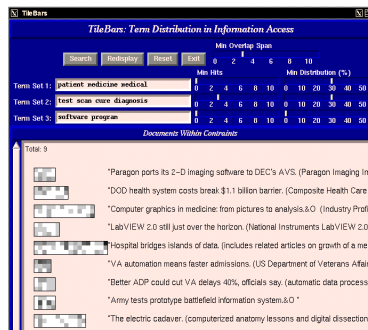 TileBars
TileBars: Term Distribution in Information Access
Min Overlap Span
Search Redisplay Reset Exit 0 2 4 6 8 10
Min Hits Min Distribution (%)
Term Set 1: patient medicine medical 0 2 4 6 8 10 0 10 20 30 40 50
Term Set 2: test scan cure diagnosis 0 2 4 6 8 10 0 10 20 30 40 50
Term Set 3: software program 0 2 4 6 8 10 0 10 20 30 40 50
Documents Within Contraints
Total: 9
"Paragon ports its 2-D imaging software to DEC's AVS. (Paragon Imaging In
"DOD health system costs break $1.1 billion barrier. (Composite Health Care
"Computer graphics in medicine: from pictures to analysis.&O (Industry Profi
"LabVIEW 2.0 still just over the horizon. (National Instruments LabVIEW 2.0
"Hospital bridges islands of data. (includes related articles on growth of a me
"VA automation means faster admissions. (US Department of Veterans Affai
"Better ADP could cut VA delays 40%, officials say. (automatic data process
"Army tests prototype battlefield information system.&O "
"The electric cadaver. (computerized anatomy lessons and digital dissection